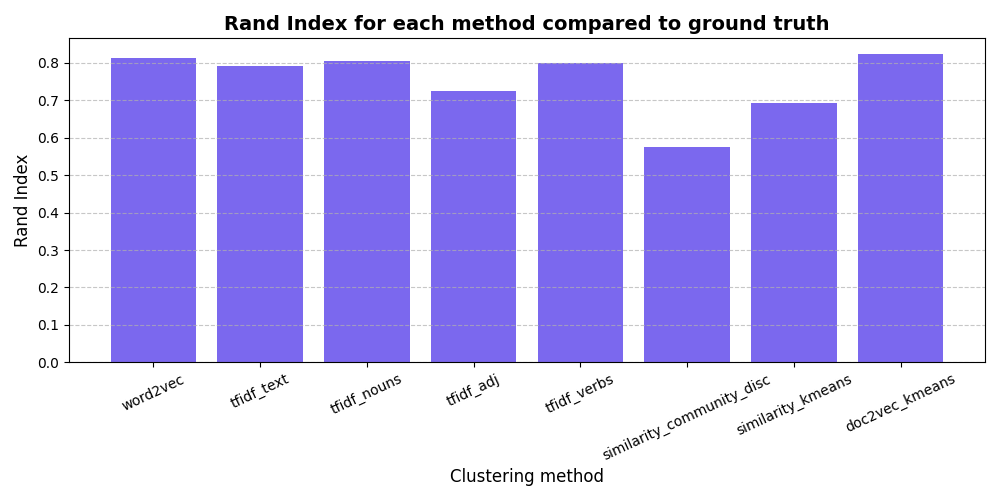 Rand Index for each method compared to ground truth
Rand Index
0.8
0.7
0.6
0.5
0.4
0.3
0.2
0.1
0.0
word2vec
tfidf_text
tfidf_nouns
tfidf_adj
tfidf_verbs
similarity_community_disc
similarity_kmeans
doc2vec_kmeans
Clustering method